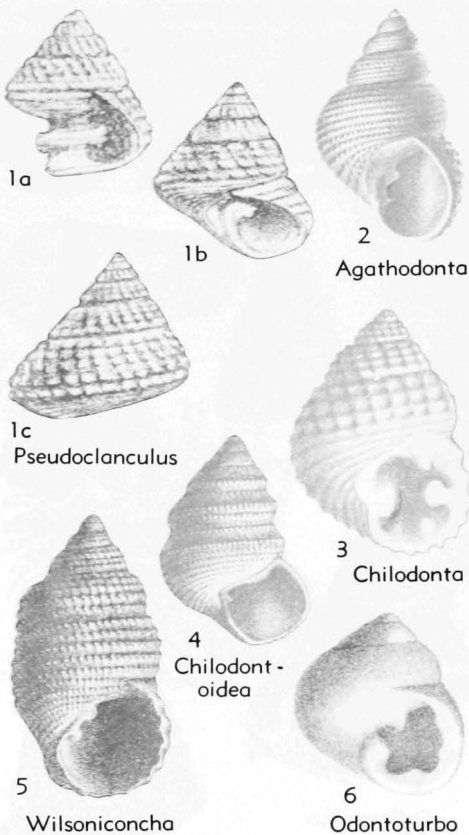 1a
1b
2
Agathodonta
1c
Pseudoclanculus
3
Chilodonta
4
Chilodont -
oidea
5
Wilsoniconcha
6
Odontoturbo